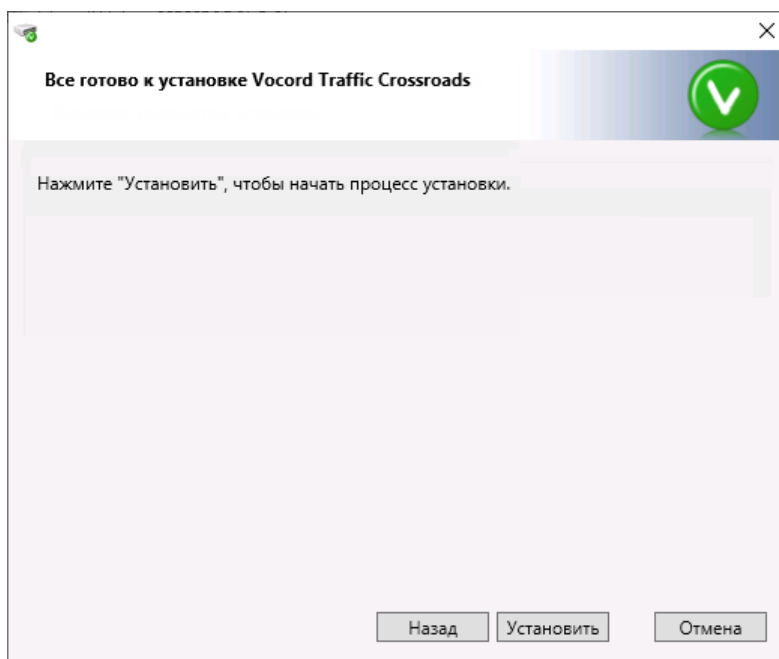 Все готово к установке Vocord Traffic Crossroads
Нажмите "Установить", чтобы начать процесс установки.
Назад Установить Отмена